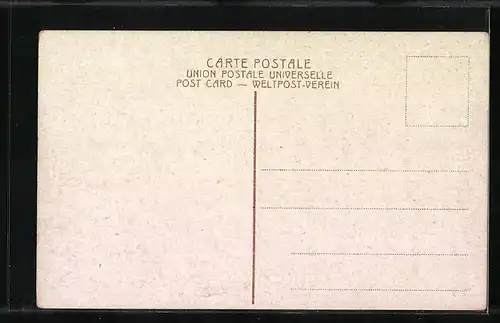 CARTE POSTALE
UNION POSTALE UNIVERSELLE
POST CARD — WELTPOST-VEREIN